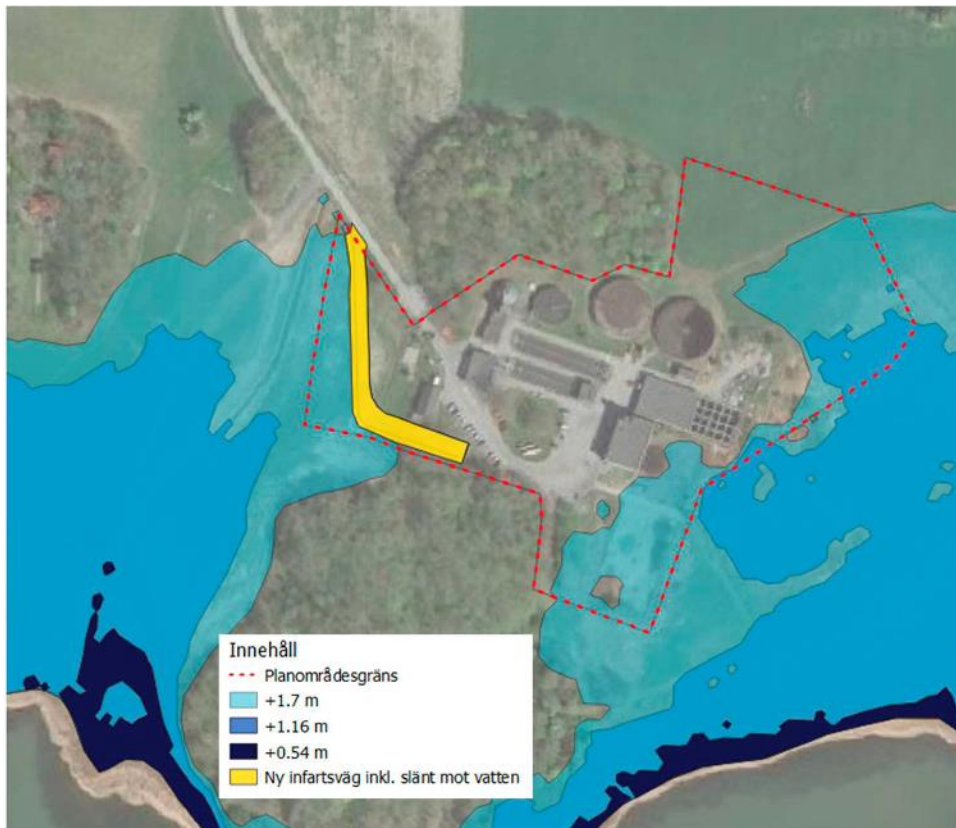 Innehåll
Planområdesgräns
+1.7 m
+1.16 m
+0.54 m
Ny infartsväg inkl. slänt mot vatten